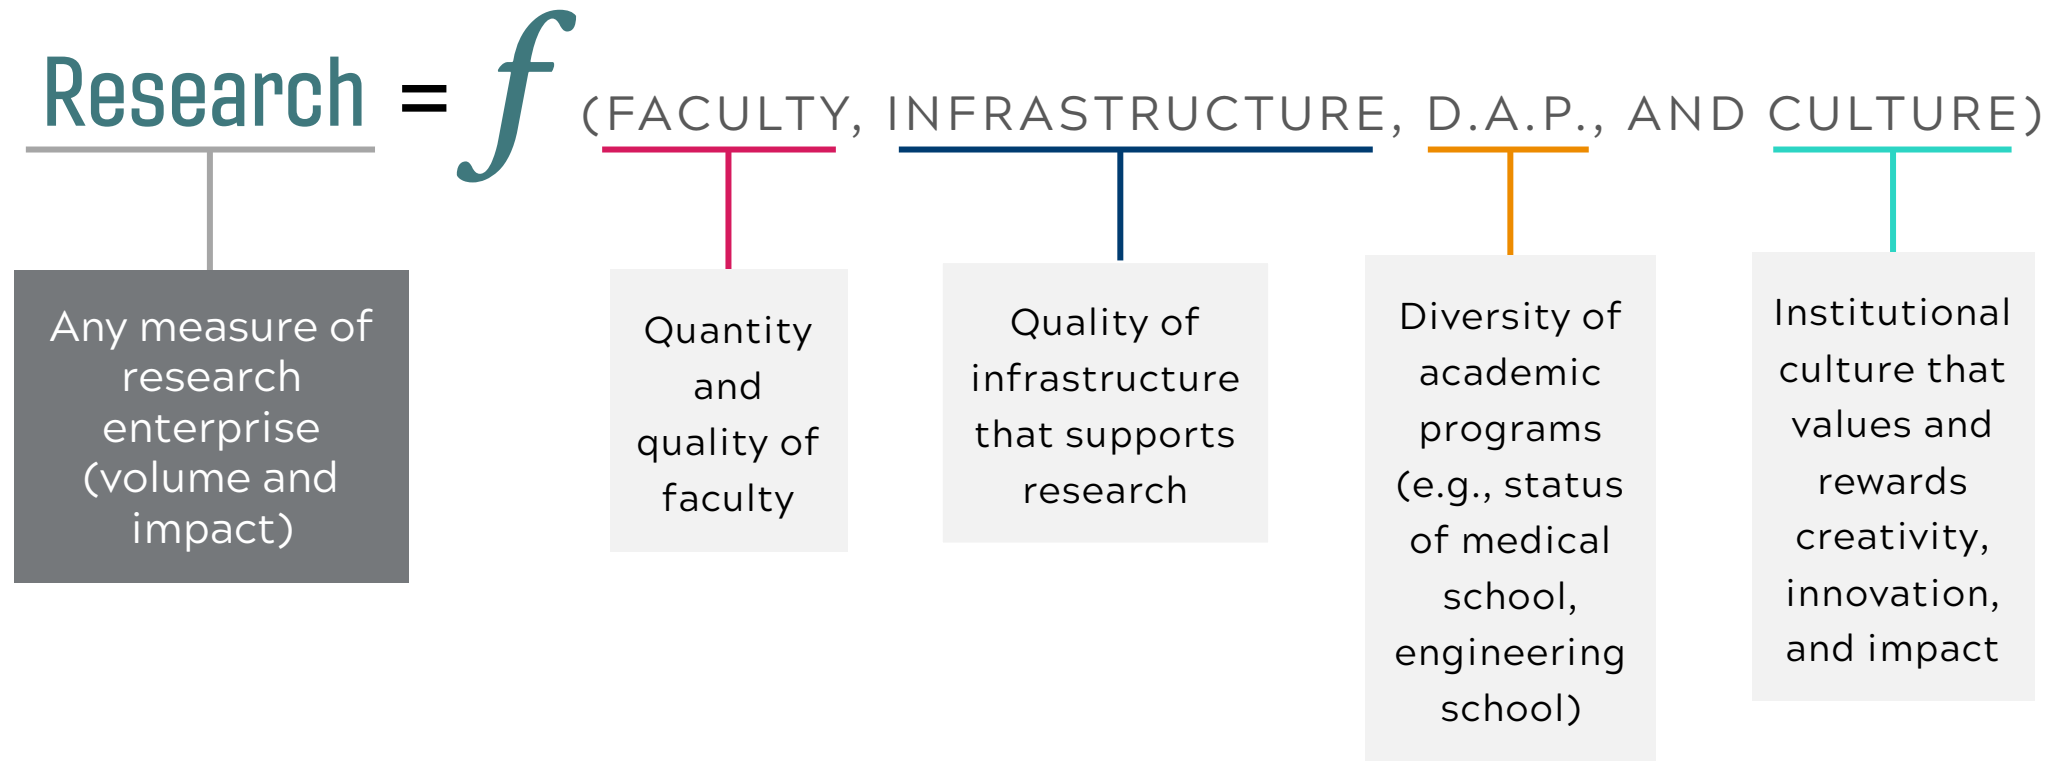 Research = f (FACULTY, INFRASTRUCTURE, D.A.P., AND CULTURE)
Any measure of
research
enterprise
(volume and
impact)
Quantity
and
quality of
faculty
Quality of
infrastructure
that supports
research
Diversity of
academic
programs
(e.g., status
of medical
school,
engineering
school)
Institutional
culture that
values and
rewards
creativity,
innovation,
and impact